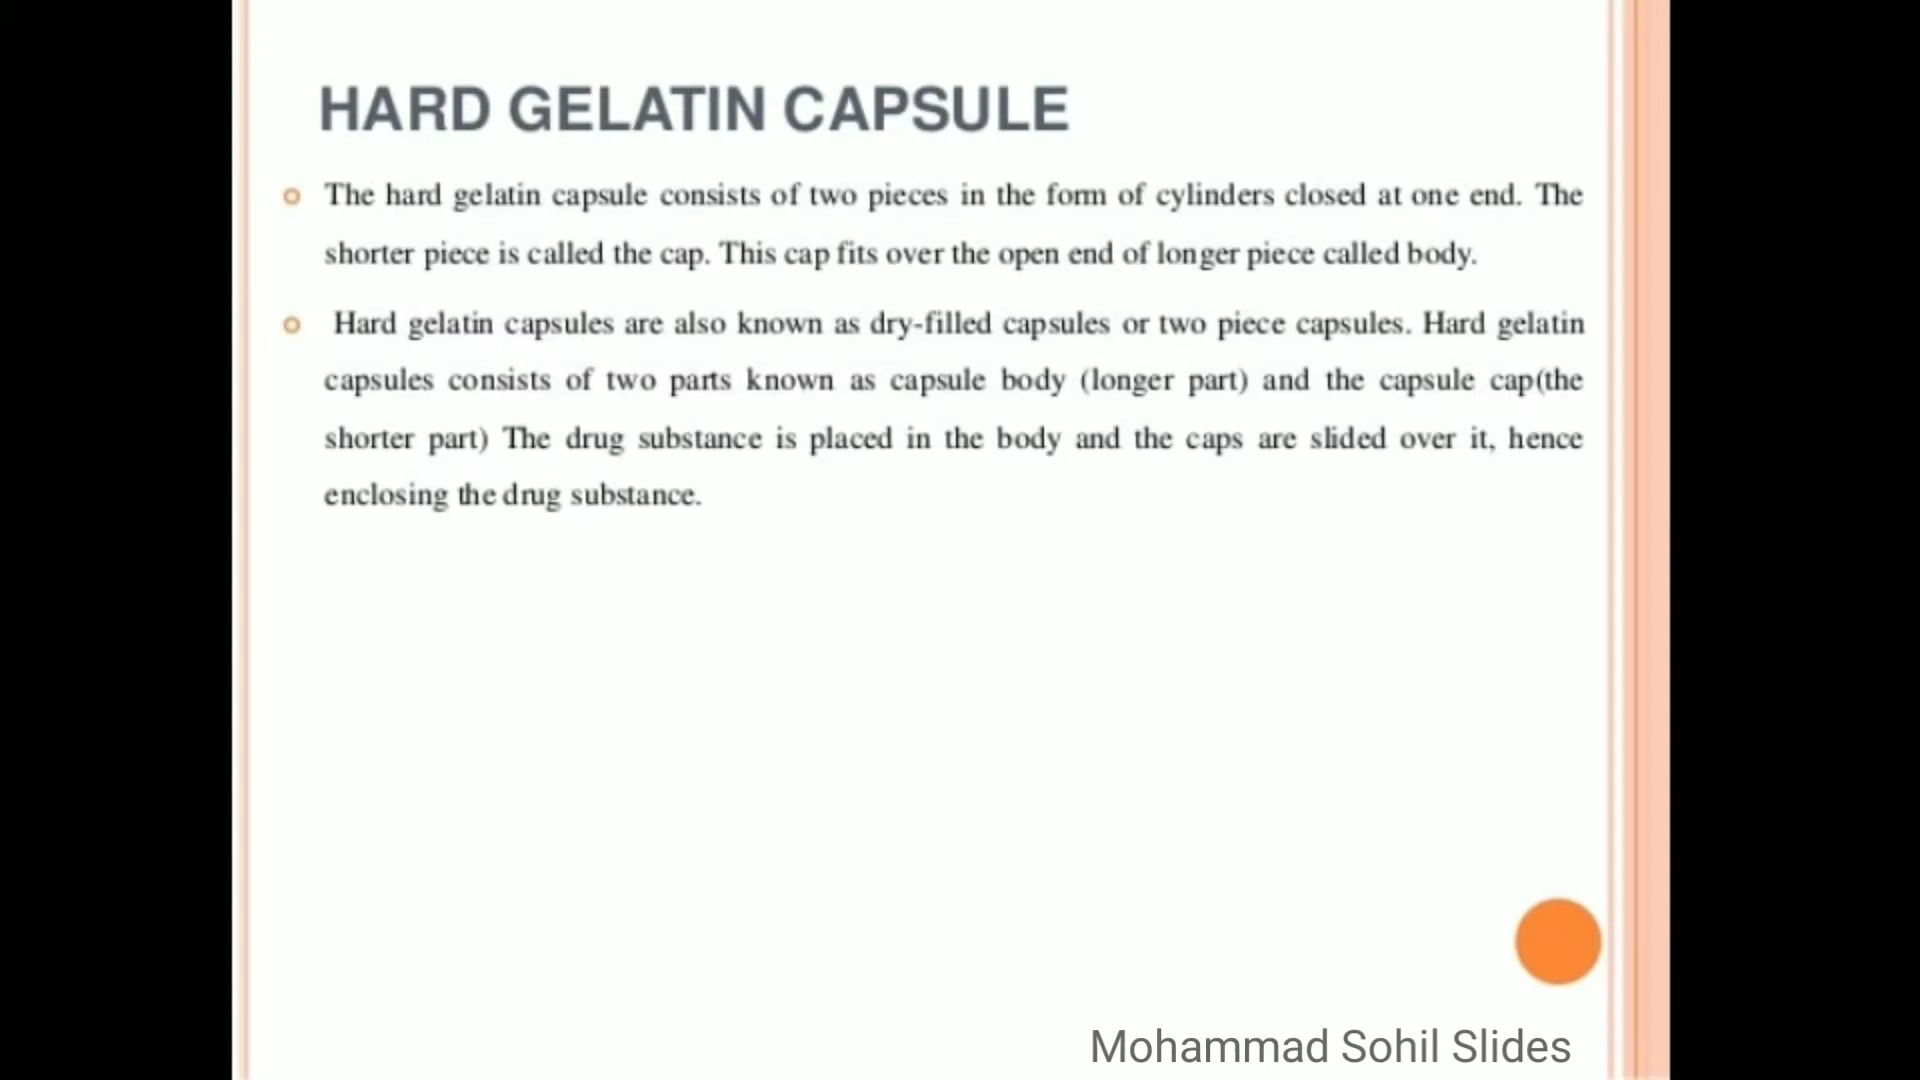 HARD GELATIN CAPSULE
The hard gelatin capsule consists of two pieces in the form of cylinders closed at one end. The
shorter piece is called the cap. This cap fits over the open end of longer piece called body.
Hard gelatin capsules are also known as dry-filled capsules or two piece capsules. Hard gelatin
capsules consists of two parts known as capsule body (longer part) and the capsule cap(the
shorter part) The drug substance is placed in the body and the caps are slided over it, hence
enclosing the drug substance.
Mohammad Sohil Slides